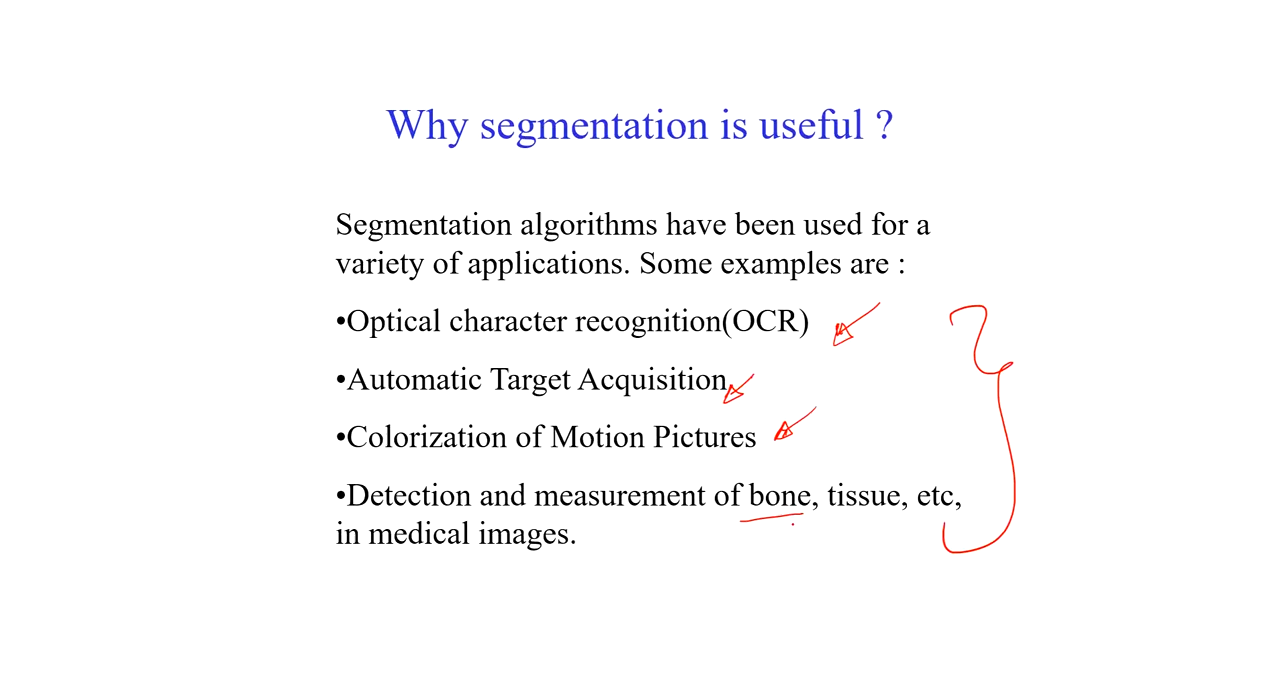 Why segmentation is useful ?
Segmentation algorithms have been used for a
variety of applications. Some examples are :
•Optical character recognition(OCR)
•Automatic Target Acquisition
•Colorization of Motion Pictures
•Detection and measurement of bone, tissue, etc,
in medical images.